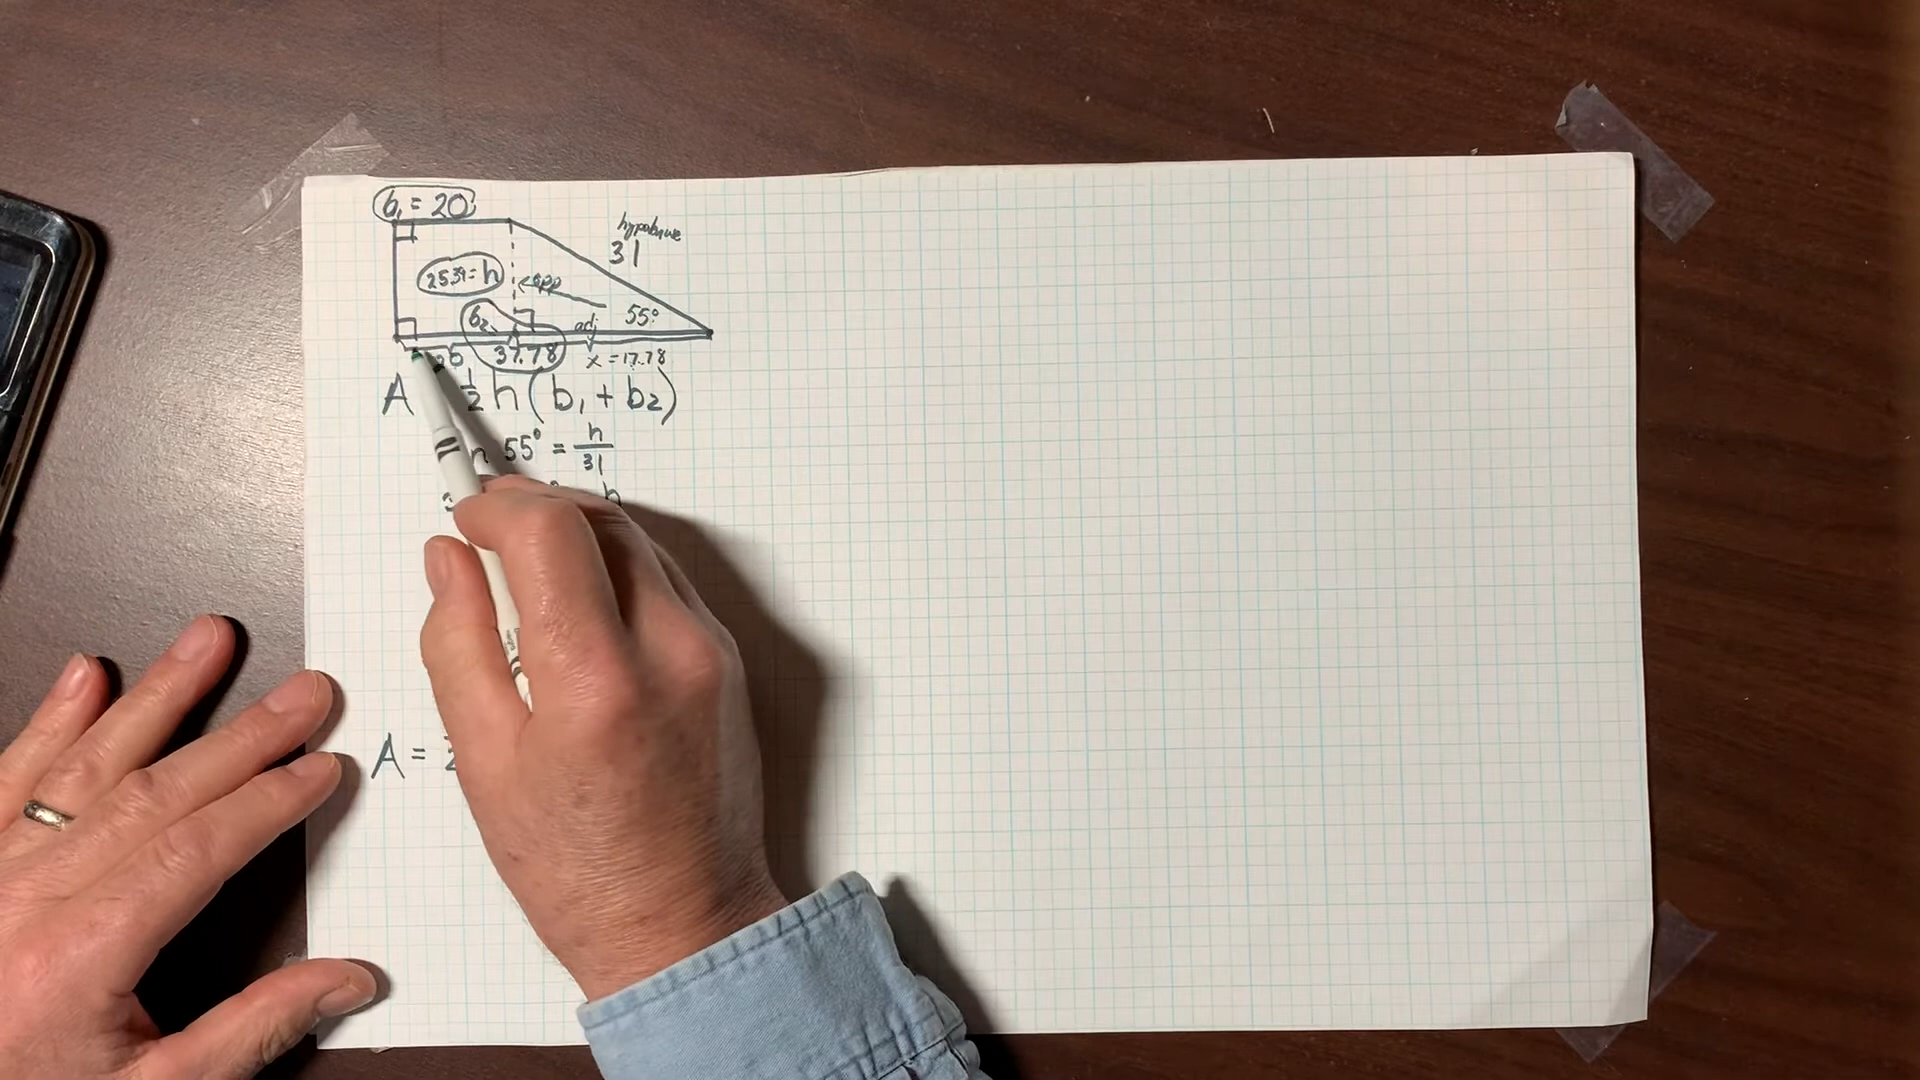 b₁ = 20
hypotenuse
31
25.39 = h
opp
b₂
adj
55°
37.78
x = 17.78
A ½ h (b₁ + b₂)
n 55° = h/31
h
A =